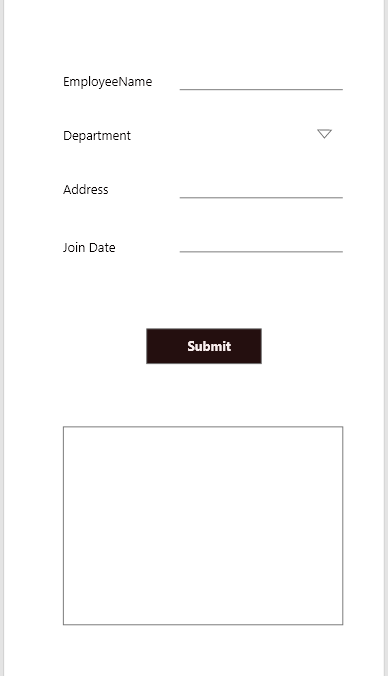 EmployeeName
Department
Address
Join Date
Submit